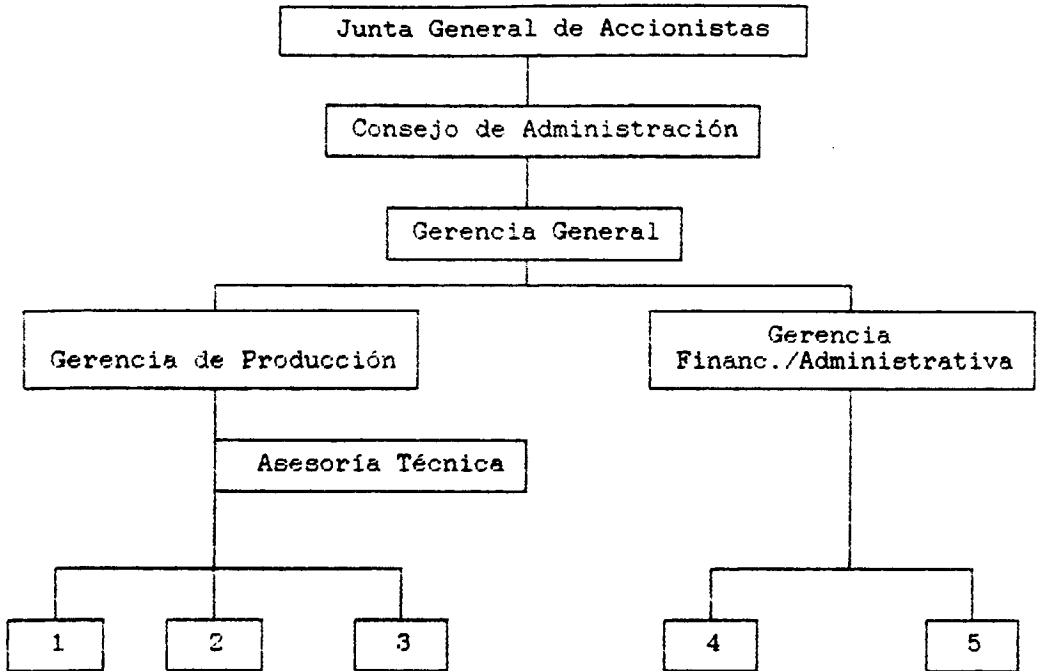 Junta General de Accionistas
Consejo de Administración
Gerencia General
Gerencia de Producción
Gerencia
Financ./Administrativa
Asesoría Técnica
1
2
3
4
5